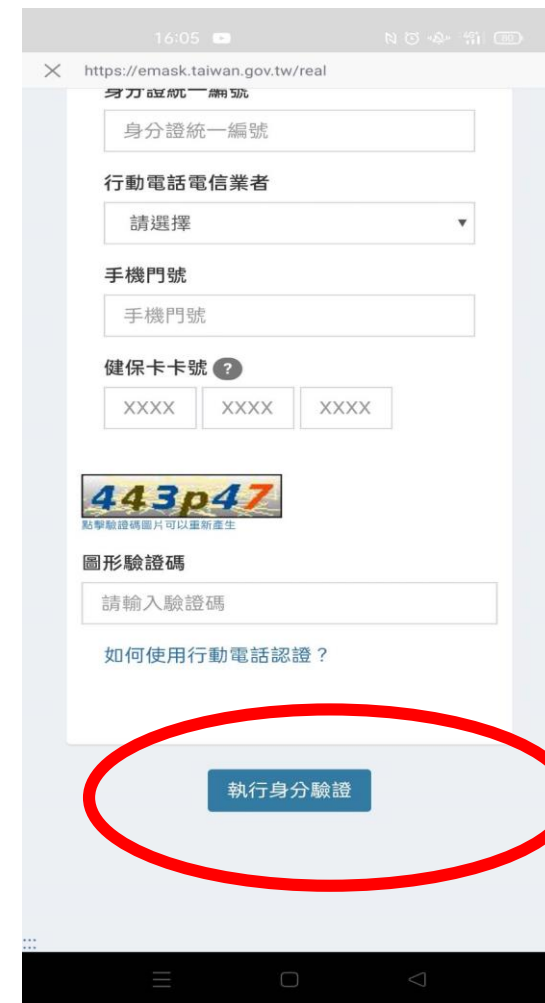 16:05
https://emask.taiwan.gov.tw/real
身分證統一編號
身分證統一編號
行動電話電信業者
請選擇
手機門號
手機門號
健保卡卡號 ?
XXXX XXXX XXXX
443p47
點擊驗證碼圖片可以重新產生
圖形驗證碼
請輸入驗證碼
如何使用行動電話認證？
執行身分驗證